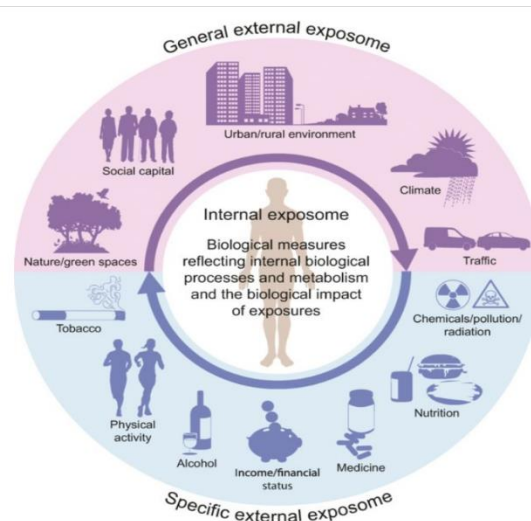 General external exposome
Urban/rural environment
Social capital
Climate
Nature/green spaces
Traffic
Internal exposome
Biological measures
reflecting internal biological
processes and metabolism
and the biological impact
of exposures
Tobacco
Chemicals/pollution/
radiation
Physical
activity
Nutrition
Alcohol
Income/financial
status
Medicine
Specific external exposome